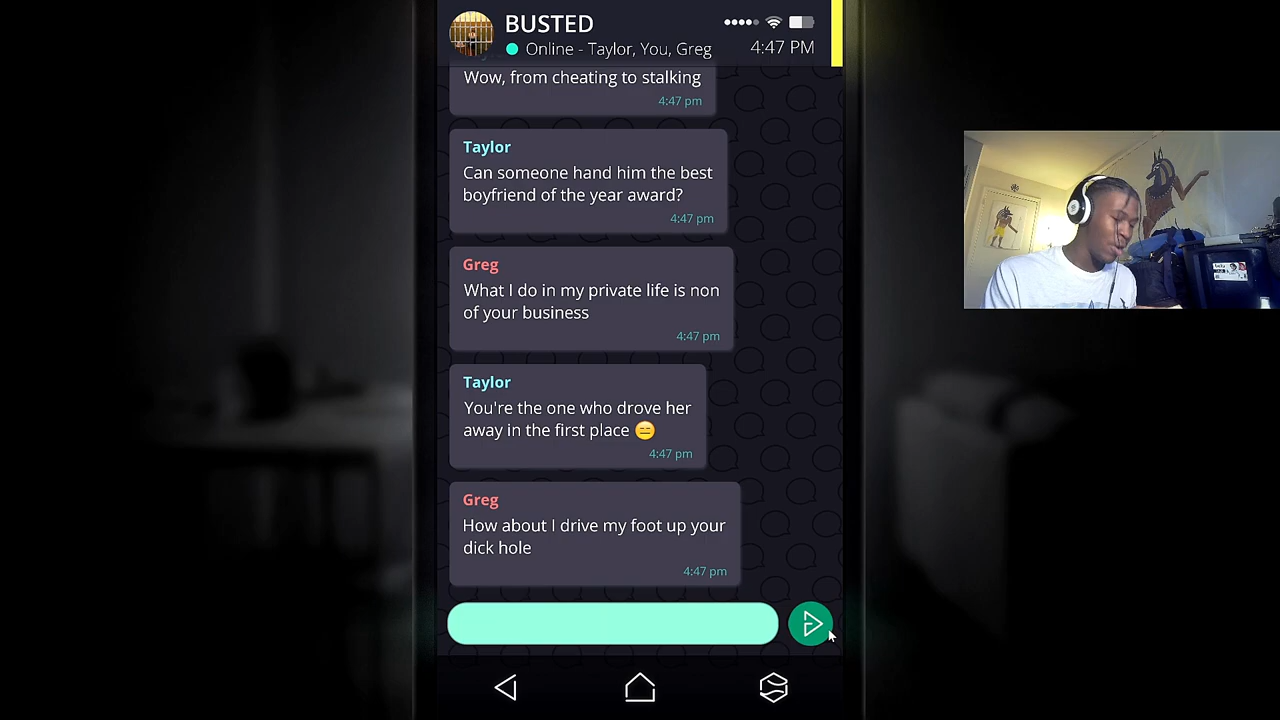 BUSTED
Online - Taylor, You, Greg
4:47 PM
Wow, from cheating to stalking
4:47 pm
Taylor
Can someone hand him the best
boyfriend of the year award?
4:47 pm
Greg
What I do in my private life is non
of your business
4:47 pm
Taylor
You're the one who drove her
away in the first place 😑
4:47 pm
Greg
How about I drive my foot up your
dick hole
4:47 pm